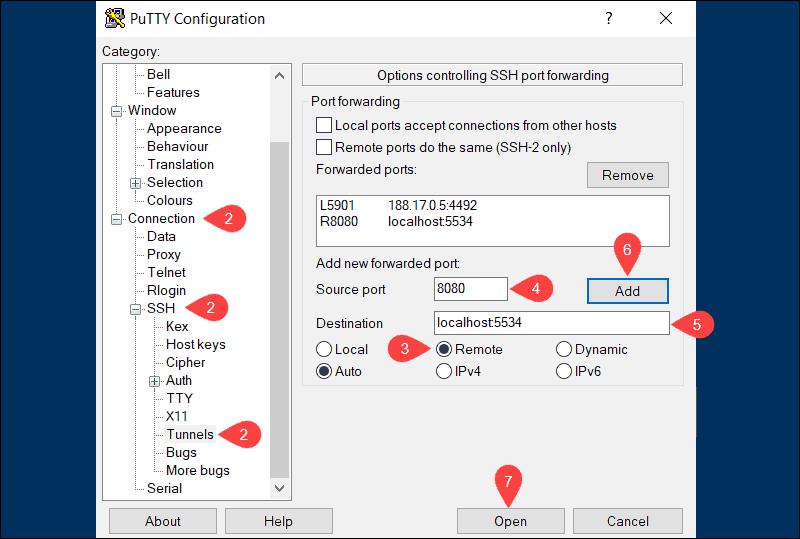 PuTTY Configuration
?
Category:
Bell
Features
Window
Appearance
Behaviour
Translation
Selection
Colours
Connection 2
Data
Proxy
Telnet
Rlogin
SSH 2
Kex
Host keys
Cipher
Auth
TTY
X11
Tunnels 2
Bugs
More bugs
Serial
Options controlling SSH port forwarding
Port forwarding
Local ports accept connections from other hosts
Remote ports do the same (SSH-2 only)
Forwarded ports:
Remove
L5901 188.17.0.5:4492
R8080 localhost:5534
6
Add new forwarded port:
Source port 8080 4 Add
Destination localhost:5534 5
Local 3 Remote Dynamic
Auto IPv4 IPv6
7
About Help Open Cancel